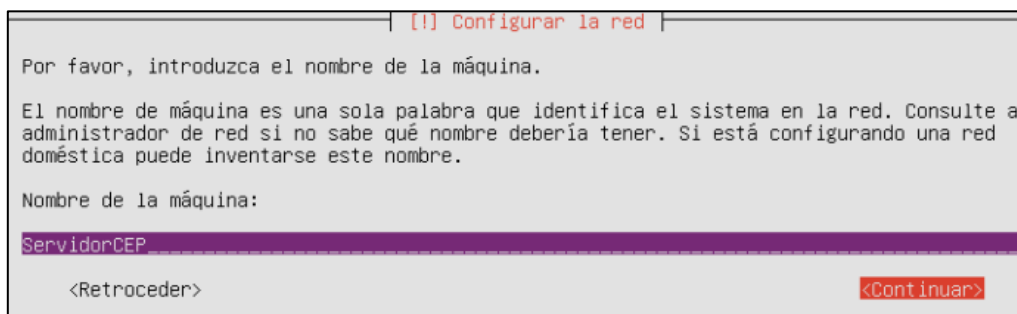 [!] Configurar la red
Por favor, introduzca el nombre de la máquina.
El nombre de máquina es una sola palabra que identifica el sistema en la red. Consulte a
administrador de red si no sabe qué nombre debería tener. Si está configurando una red
doméstica puede inventarse este nombre.
Nombre de la máquina:
ServidorCEP
<Retroceder> <Continuar>